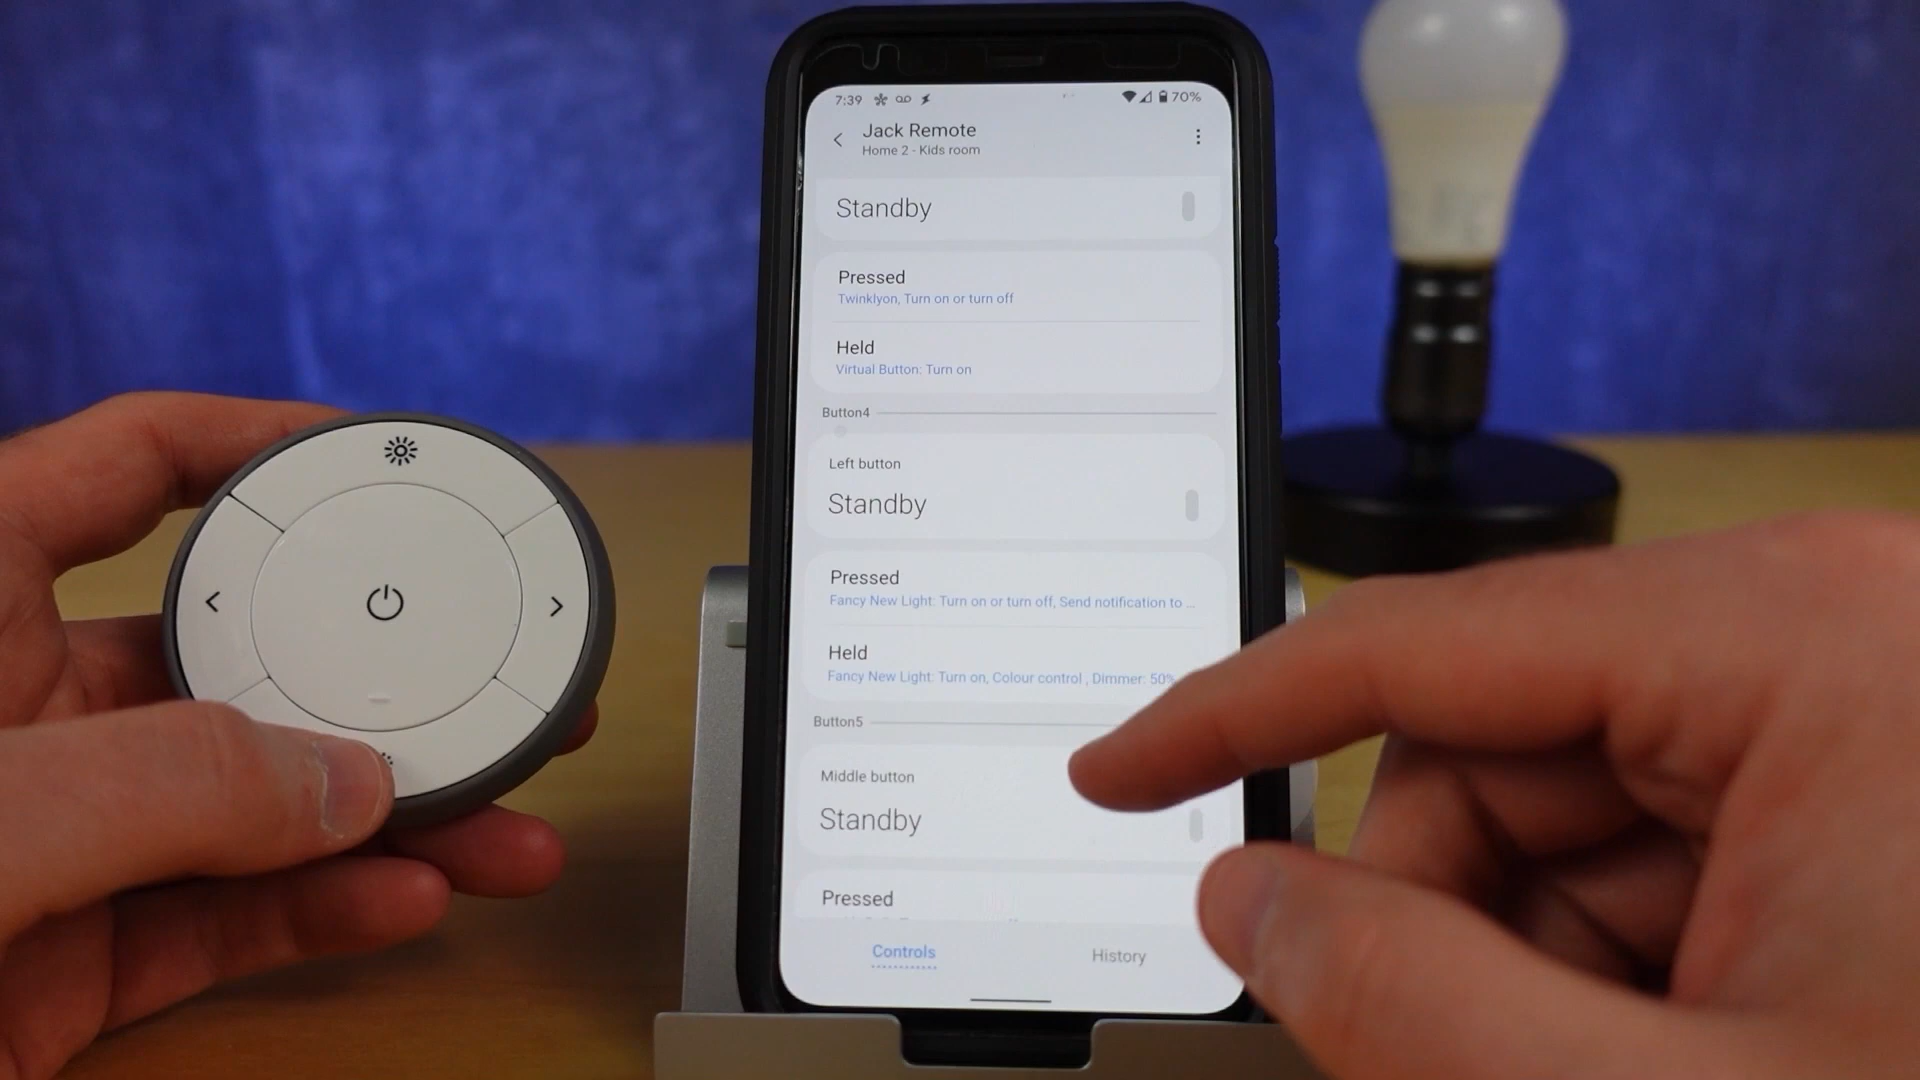 7:39 70%
Jack Remote
Home 2 - Kids room
Standby
Pressed
Twinklyon, Turn on or turn off
Held
Virtual Button: Turn on
Button4
Left button
Standby
Pressed
Fancy New Light: Turn on or turn off, Send notification to ...
Held
Fancy New Light: Turn on, Colour control , Dimmer: 50%
Button5
Middle button
Standby
Pressed
Controls
History